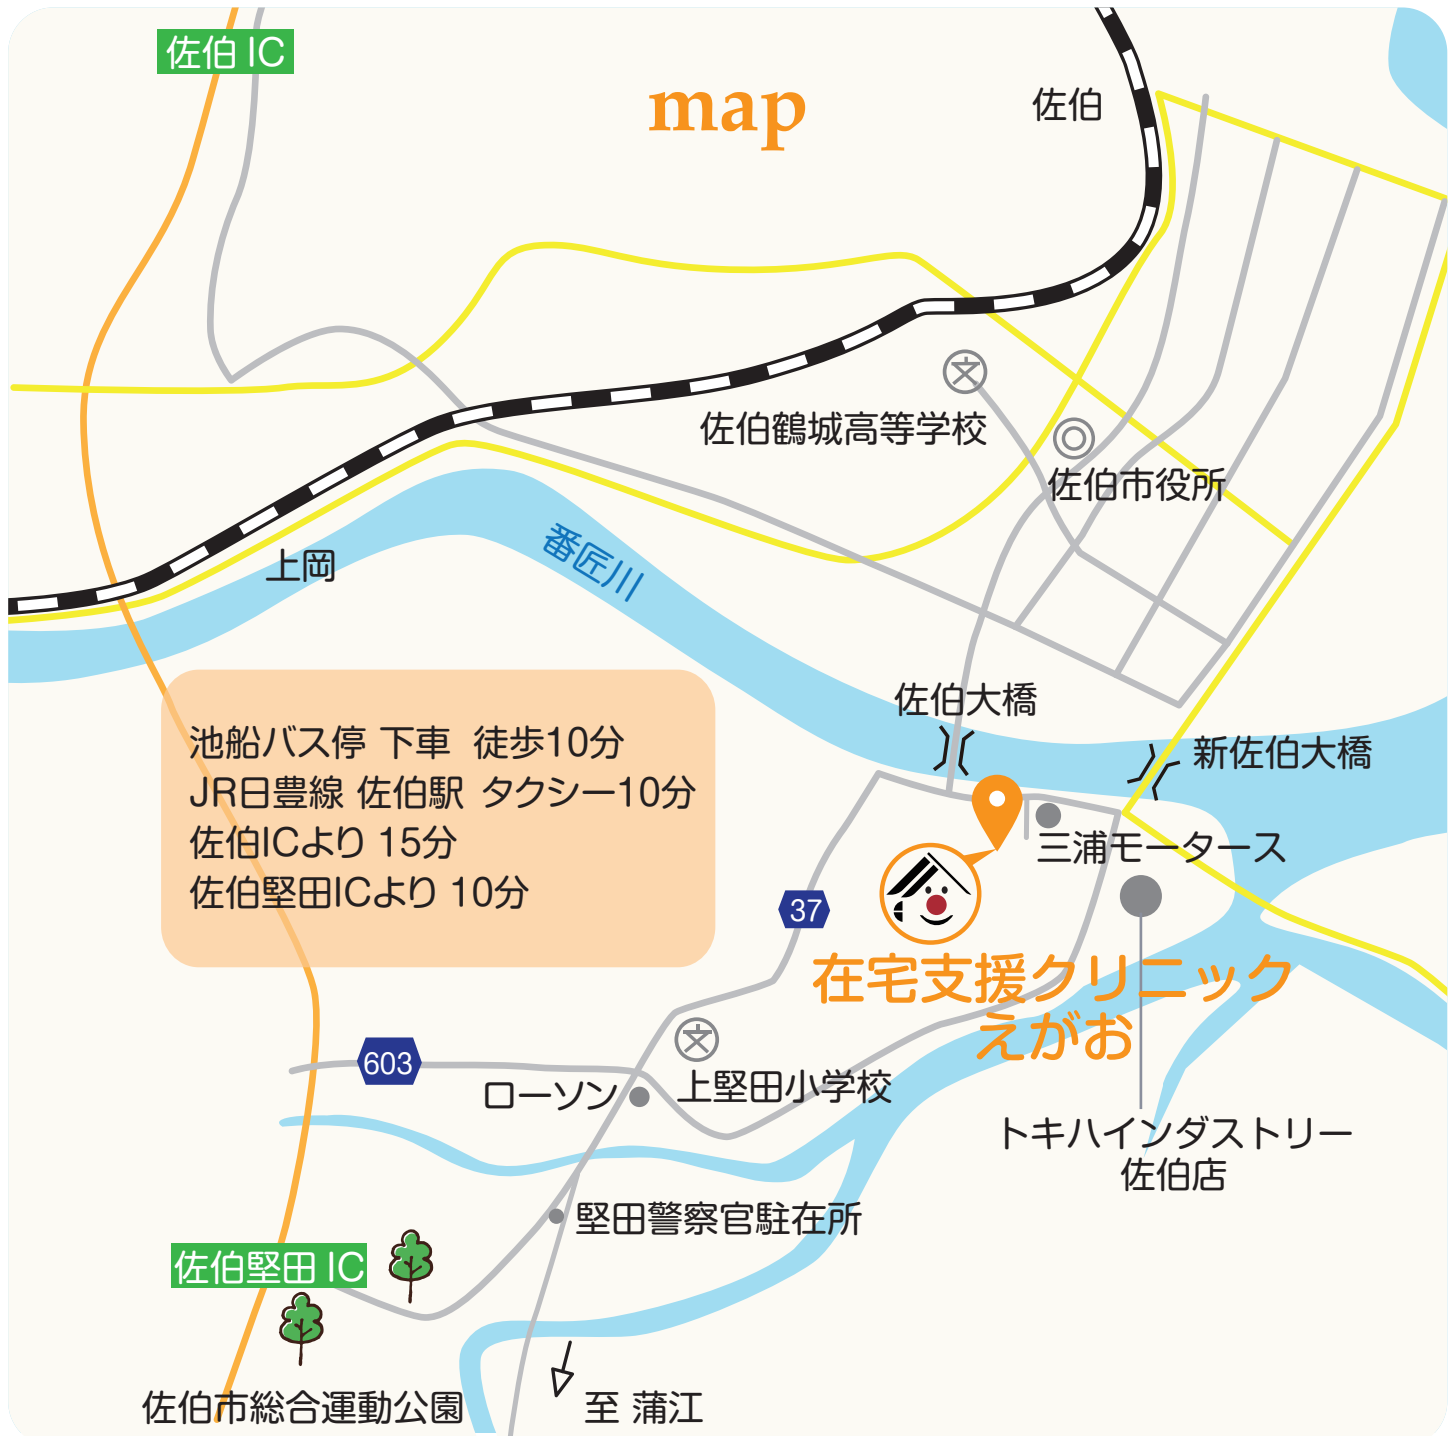 佐伯 IC
map
佐伯
佐伯鶴城高等学校
佐伯市役所
上岡
番匠川
佐伯大橋
新佐伯大橋
池船バス停 下車 徒歩10分
JR日豊線 佐伯駅 タクシー10分
佐伯ICより 15分
佐伯堅田ICより 10分
三浦モータース
37
在宅支援クリニック
えがお
603
ローソン
上堅田小学校
トキハインダストリー
佐伯店
堅田警察官駐在所
佐伯堅田 IC
佐伯市総合運動公園
至 蒲江